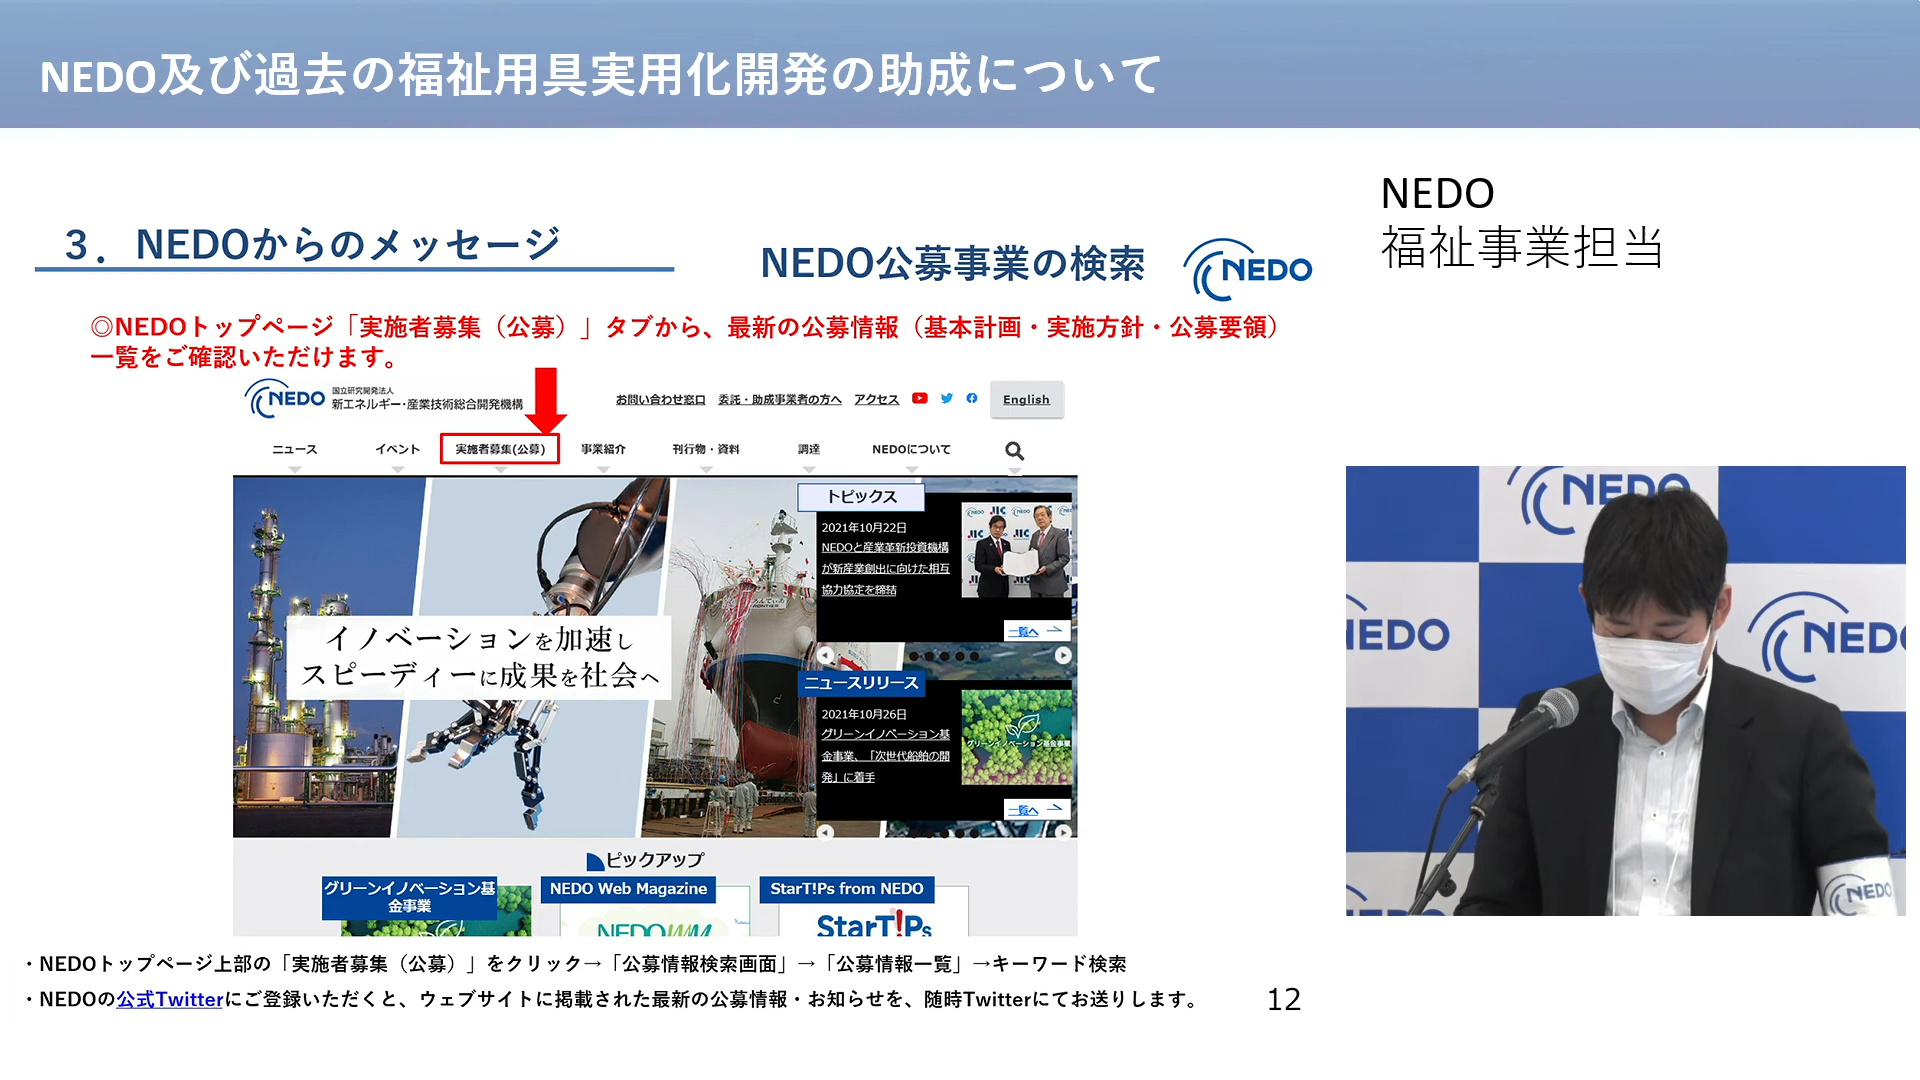 NEDO及び過去の福祉用具実用化開発の助成について
NEDO
福祉事業担当
３．NEDOからのメッセージ
NEDO公募事業の検索
NEDO
◎NEDOトップページ「実施者募集（公募）」タブから、最新の公募情報（基本計画・実施方針・公募要領）
一覧をご確認いただけます。
NEDO
国立研究開発法人
新エネルギー・産業技術総合開発機構
お問い合わせ窓口 委託・助成事業者の方へ アクセス English
ニュース イベント 実施者募集(公募) 事業紹介 刊行物・資料 調達 NEDOについて
トピックス
2021年10月22日
NEDOと産業革新投資機構
が新産業創出に向けた相互
協力協定を締結
一覧へ
イノベーションを加速し
スピーディーに成果を社会へ
ニュースリリース
2021年10月26日
グリーンイノベーション基
金事業、「次世代船舶の開
発」に着手
グリーンイノベーション基金事業
一覧へ
ピックアップ
グリーンイノベーション基
金事業
NEDO Web Magazine
StarT!Ps from NEDO
StarT!Ps
・NEDOトップページ上部の「実施者募集（公募）」をクリック→「公募情報検索画面」→「公募情報一覧」→キーワード検索
・NEDOの公式Twitterにご登録いただくと、ウェブサイトに掲載された最新の公募情報・お知らせを、随時Twitterにてお送りします。
12
NEDO
NEDO
NEDO
NEDO